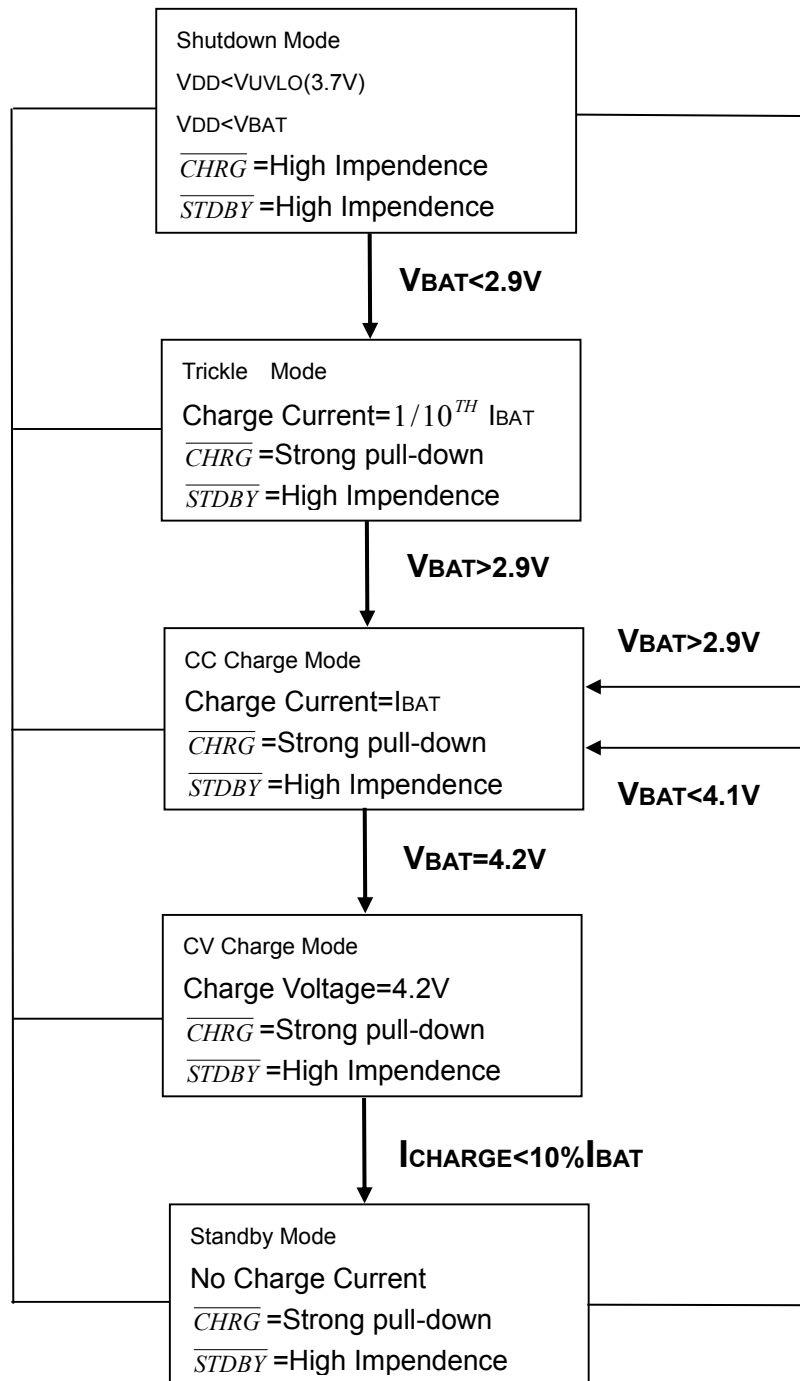 Shutdown Mode
VDD<VUVLO(3.7V)
VDD<VBAT
CHRG=High Impendence
STDBY=High Impendence
VBAT<2.9V
Trickle Mode
Charge Current=1/10TH IBAT
CHRG=Strong pull-down
STDBY=High Impendence
VBAT>2.9V
CC Charge Mode
Charge Current=IBAT
CHRG=Strong pull-down
STDBY=High Impendence
VBAT>2.9V
VBAT<4.1V
VBAT=4.2V
CV Charge Mode
Charge Voltage=4.2V
CHRG=Strong pull-down
STDBY=High Impendence
ICHARGE<10%IBAT
Standby Mode
No Charge Current
CHRG=Strong pull-down
STDBY=High Impendence